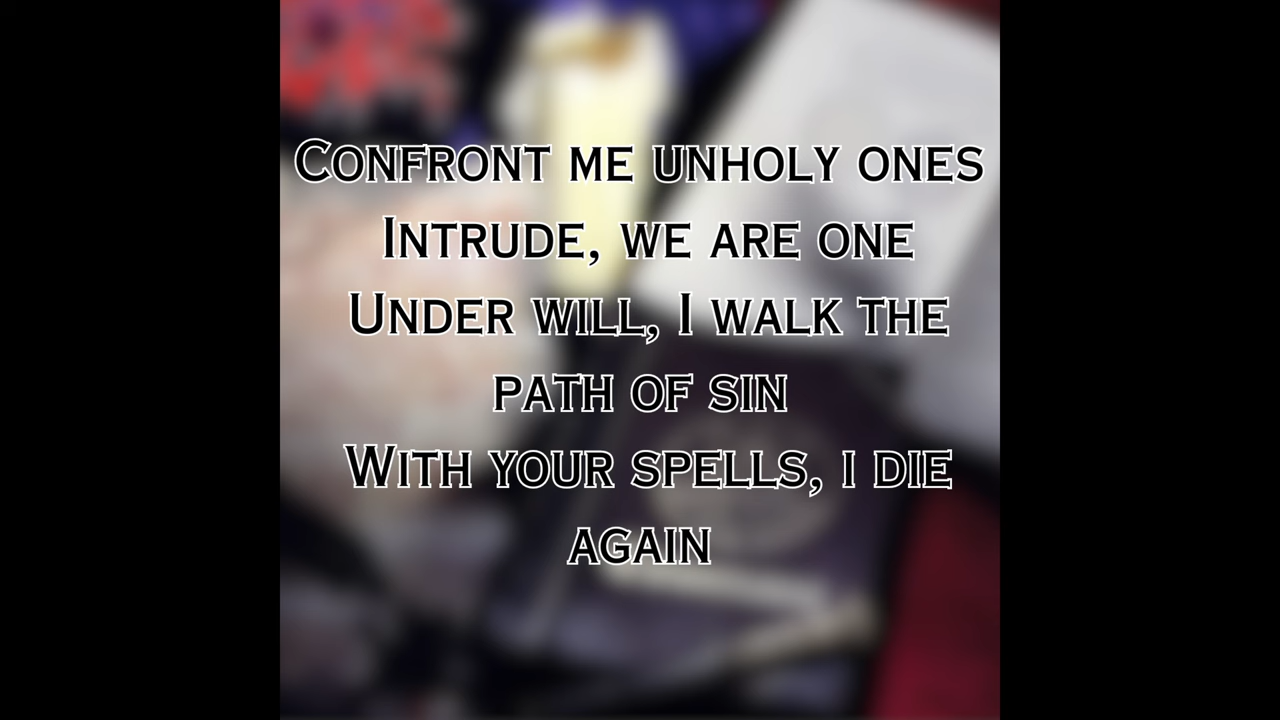 Confront me unholy ones
Intrude, we are one
Under will, I walk the
path of sin
With your spells, i die
again